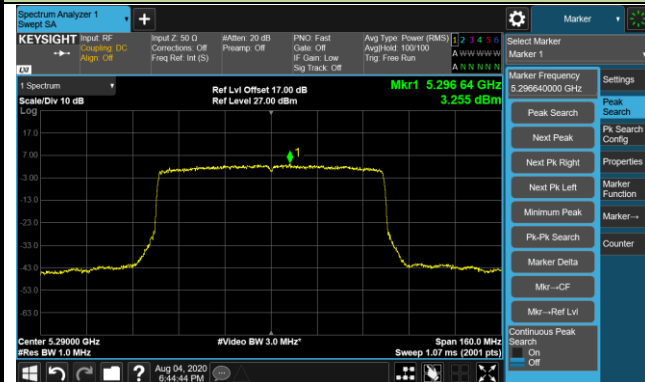 Spectrum Analyzer 1
Swept SA
KEYSIGHT
Input: RF
Coupling: DC
Align: Off
Input Z: 50 Ω
Corrections: Off
Freq Ref: Int (S)
#Atten: 20 dB
Preamp: Off
PNO: Fast
Gate: Off
IF Gain: Low
Sig Track: Off
Avg Type: Power (RMS)
Avg|Hold: 100/100
Trig: Free Run
1 2 3 4 5 6
A W W W W W
A N N N N N
LXI
1 Spectrum
Scale/Div 10 dB
Log
Ref Lvl Offset 17.00 dB
Ref Level 27.00 dBm
Mkr1 5.296 64 GHz
3.255 dBm
17.0
7.00
-3.00
-13.0
-23.0
-33.0
-43.0
-53.0
-63.0
1
Center 5.29000 GHz
#Res BW 1.0 MHz
#Video BW 3.0 MHz*
Span 160.0 MHz
Sweep 1.07 ms (2001 pts)
Aug 04, 2020
6:44:44 PM
Marker
Select Marker
Marker 1
Marker Frequency
5.296640000 GHz
Peak Search
Next Peak
Next Pk Right
Next Pk Left
Minimum Peak
Pk-Pk Search
Marker Delta
Mkr→CF
Mkr→Ref Lvl
Continuous Peak
Search
On
Off
Settings
Peak
Search
Pk Search
Config
Properties
Marker
Function
Marker→
Counter